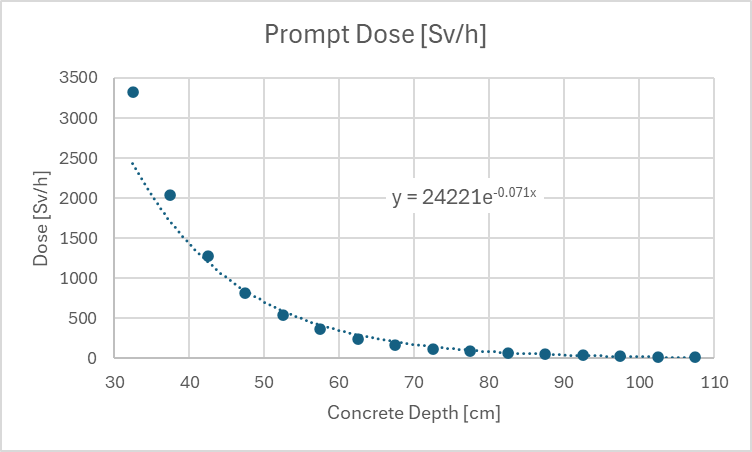 Prompt Dose [Sv/h]
3500
3000
2500
2000
1500
1000
500
0
Dose [Sv/h]
y = 24221e^-0.071x
30 40 50 60 70 80 90 100 110
Concrete Depth [cm]